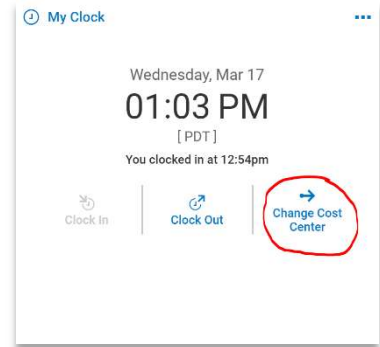 My Clock
Wednesday, Mar 17
01:03 PM
[ PDT ]
You clocked in at 12:54pm
Clock In
Clock Out
Change Cost
Center